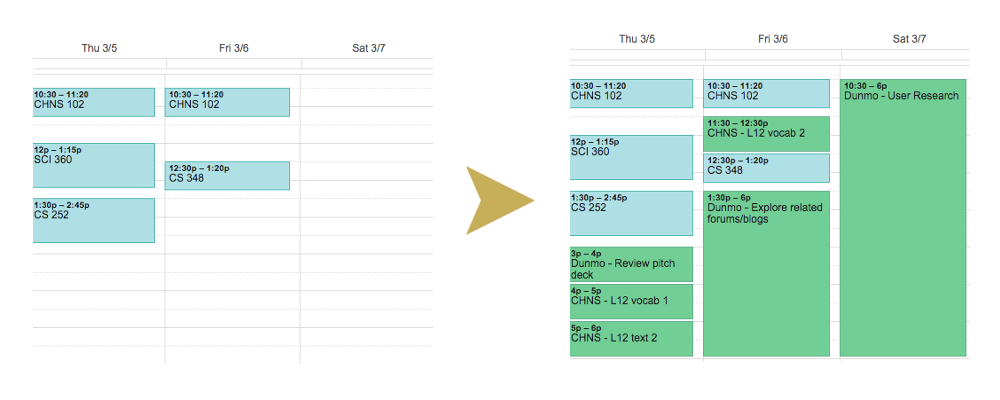 Thu 3/5
Fri 3/6
Sat 3/7
10:30 – 11:20
CHNS 102
12p – 1:15p
SCI 360
1:30p – 2:45p
CS 252
10:30 – 11:20
CHNS 102
12:30p – 1:20p
CS 348
Thu 3/5
Fri 3/6
Sat 3/7
10:30 – 11:20
CHNS 102
12p – 1:15p
SCI 360
1:30p – 2:45p
CS 252
3p – 4p
Dunmo - Review pitch
deck
4p – 5p
CHNS - L12 vocab 1
5p – 6p
CHNS - L12 text 2
10:30 – 11:20
CHNS 102
11:30 – 12:30p
CHNS - L12 vocab 2
12:30p – 1:20p
CS 348
1:30p – 6p
Dunmo - Explore related
forums/blogs
10:30 – 6p
Dunmo - User Research